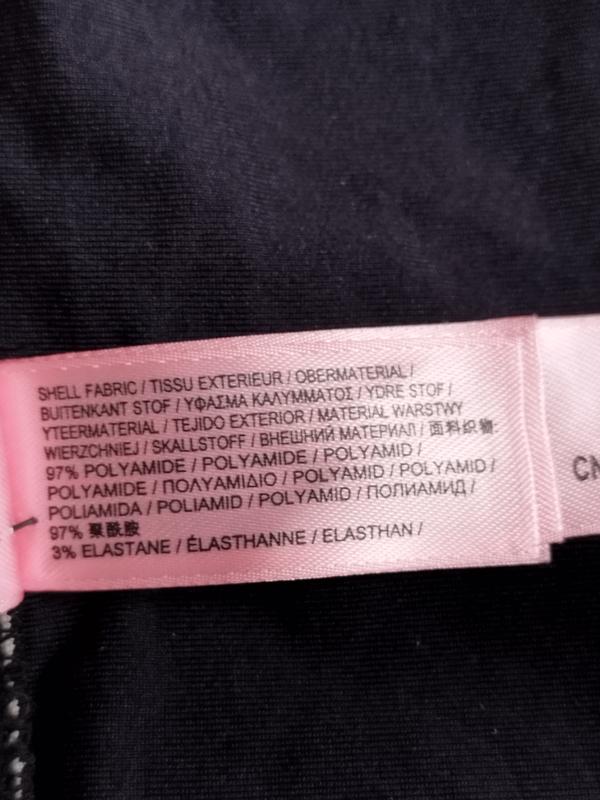 SHELL FABRIC / TISSU EXTERIEUR / OBERMATERIAL /
BUITENKANT STOF / ΥΦΑΣΜΑ ΚΑΛΥΜΜΑΤΟΣ / YDRE STOF /
YTEERMATERIAL / TEJIDO EXTERIOR / MATERIAŁ WARSTWY
WIERZCHNIEJ / SKALLSTOFF / ВНЕШНИЙ МАТЕРИАЛ / 面料织物:
97% POLYAMIDE / POLYAMIDE / POLYAMID /
POLYAMIDE / ΠΟΛΥΑΜΙΔΙΟ / POLYAMID / POLYAMID /
POLIAMIDA / POLIAMID / POLYAMID / ПОЛИАМИД /
97% 聚酰胺
3% ELASTANE / ÉLASTHANNE / ELASTHAN /
CN